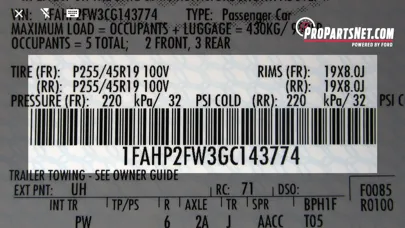 1FAHP2FW3CG143774 TYPE: Passenger Car
PROPARTSNET.COM
POWERED BY FORD
MAXIMUM LOAD = OCCUPANTS + LUGGAGE = 430KG/
OCCUPANTS = 5 TOTAL; 2 FRONT, 3 REAR
TIRE (FR): P255/45R19 100V RIMS (FR): 19X8.0J
(RR): P255/45R19 100V (RR): 19X8.0J
PRESSURE (FR): 220 kPa/ 32 PSI COLD (RR): 220 kPa/ 32 PSI
1FAHP2FW3GC143774
TRAILER TOWING - SEE OWNER GUIDE
EXT PNT: UH RC: 71 DSO: F0085
INT TR TP/PS R AXLE TR SPR BPH1F R0100
PW 6 2A J AACC T05